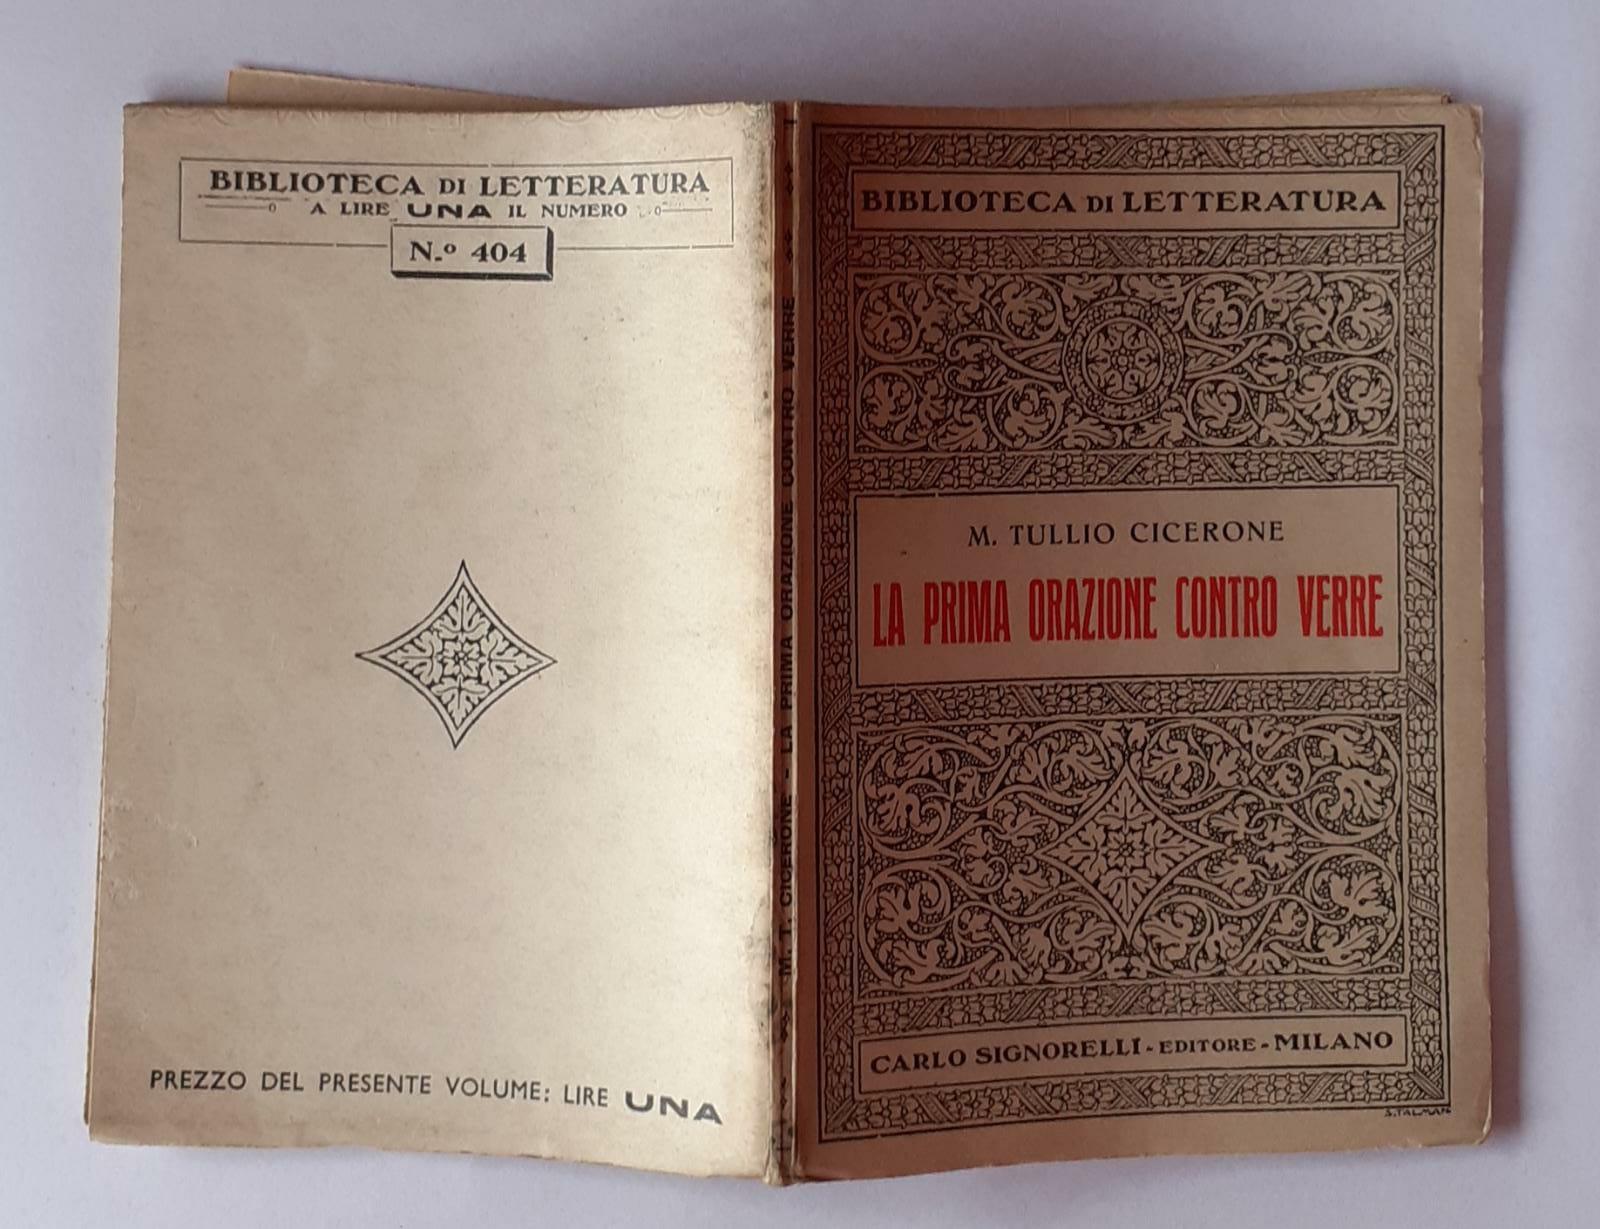 BIBLIOTECA DI LETTERATURA
A LIRE UNA IL NUMERO
N.o 404
PREZZO DEL PRESENTE VOLUME: LIRE UNA
M. T. CICERONE - LA PRIMA ORAZIONE CONTRO VERRE
BIBLIOTECA DI LETTERATURA
M. TULLIO CICERONE
LA PRIMA ORAZIONE CONTRO VERRE
CARLO SIGNORELLI - EDITORE - MILANO